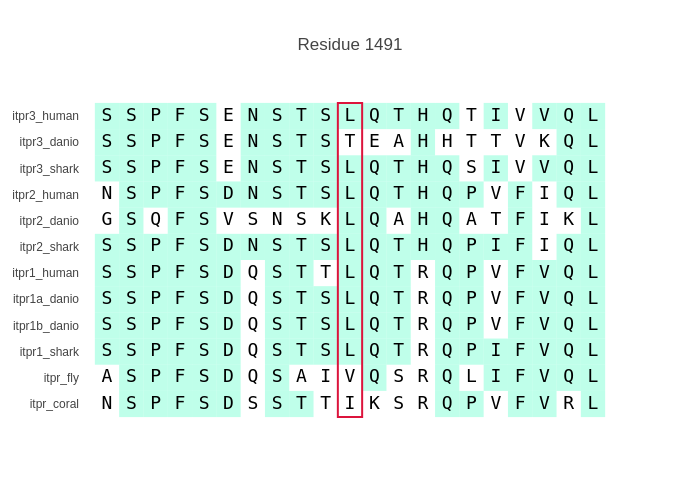 Residue 1491
itpr3_human S S P F S E N S T S L Q T H Q T I V V Q L
itpr3_danio S S P F S E N S T S T E A H H T T V K Q L
itpr3_shark S S P F S E N S T S L Q T H Q S I V V Q L
itpr2_human N S P F S D N S T S L Q T H Q P V F I Q L
itpr2_danio G S Q F S V S N S K L Q A H Q A T F I K L
itpr2_shark S S P F S D N S T S L Q T H Q P I F I Q L
itpr1_human S S P F S D Q S T T L Q T R Q P V F V Q L
itpr1a_danio S S P F S D Q S T S L Q T R Q P V F V Q L
itpr1b_danio S S P F S D Q S T S L Q T R Q P V F V Q L
itpr1_shark S S P F S D Q S T S L Q T R Q P I F V Q L
itpr_fly A S P F S D Q S A I V Q S R Q L I F V Q L
itpr_coral N S P F S D S S T T I K S R Q P V F V R L